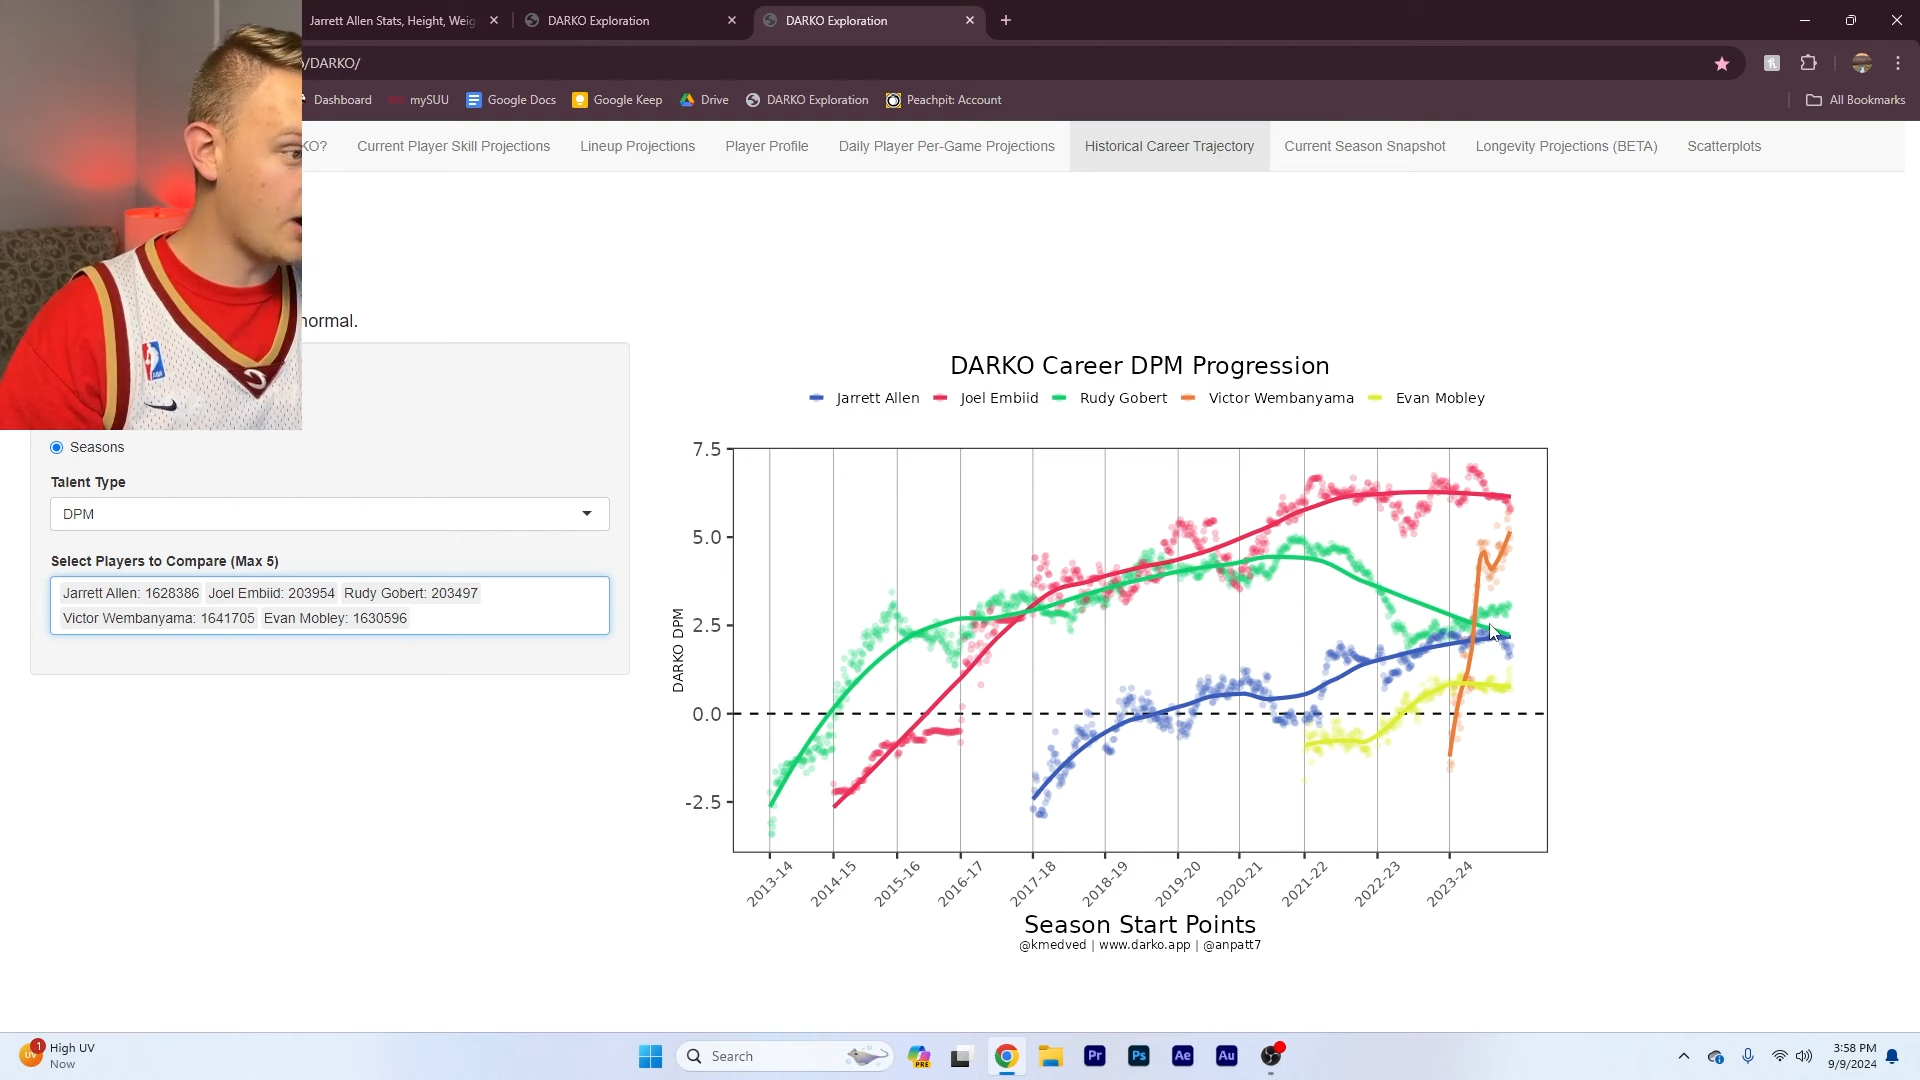 Jarrett Allen Stats, Height, Weig
DARKO Exploration
DARKO Exploration
/DARKO/
Dashboard
mySUU
Google Docs
Google Keep
Drive
DARKO Exploration
Peachpit: Account
All Bookmarks
KO?
Current Player Skill Projections
Lineup Projections
Player Profile
Daily Player Per-Game Projections
Historical Career Trajectory
Current Season Snapshot
Longevity Projections (BETA)
Scatterplots
normal.
Seasons
Talent Type
DPM
Select Players to Compare (Max 5)
Jarrett Allen: 1628386 Joel Embiid: 203954 Rudy Gobert: 203497
Victor Wembanyama: 1641705 Evan Mobley: 1630596
DARKO Career DPM Progression
Jarrett Allen Joel Embiid Rudy Gobert Victor Wembanyama Evan Mobley
DARKO DPM
7.5
5.0
2.5
0.0
-2.5
2013-14
2014-15
2015-16
2016-17
2017-18
2018-19
2019-20
2020-21
2021-22
2022-23
2023-24
Season Start Points
@kmedved | www.darko.app | @anpatt7
1
UV
High UV
Now
Search
PRE
Pr
Ps
Ae
Au
3:58 PM
9/9/2024